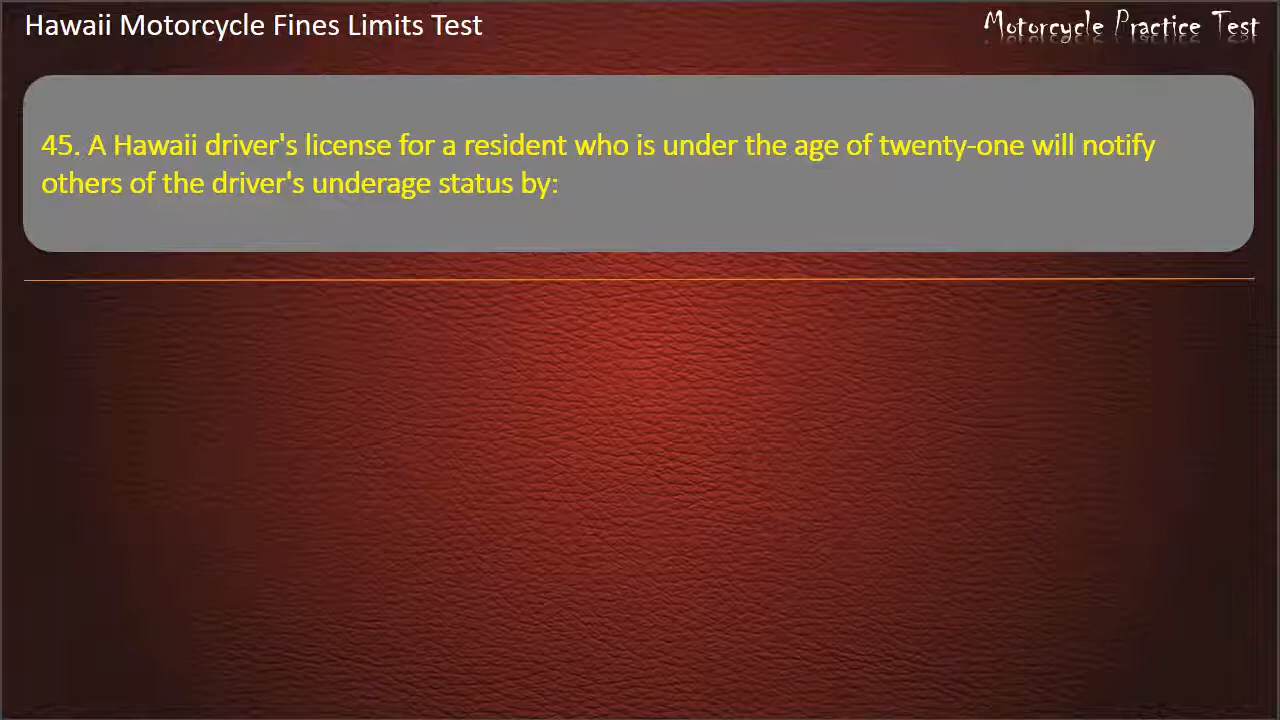 Hawaii Motorcycle Fines Limits Test
Motorcycle Practice Test
45. A Hawaii driver's license for a resident who is under the age of twenty-one will notify
others of the driver's underage status by: